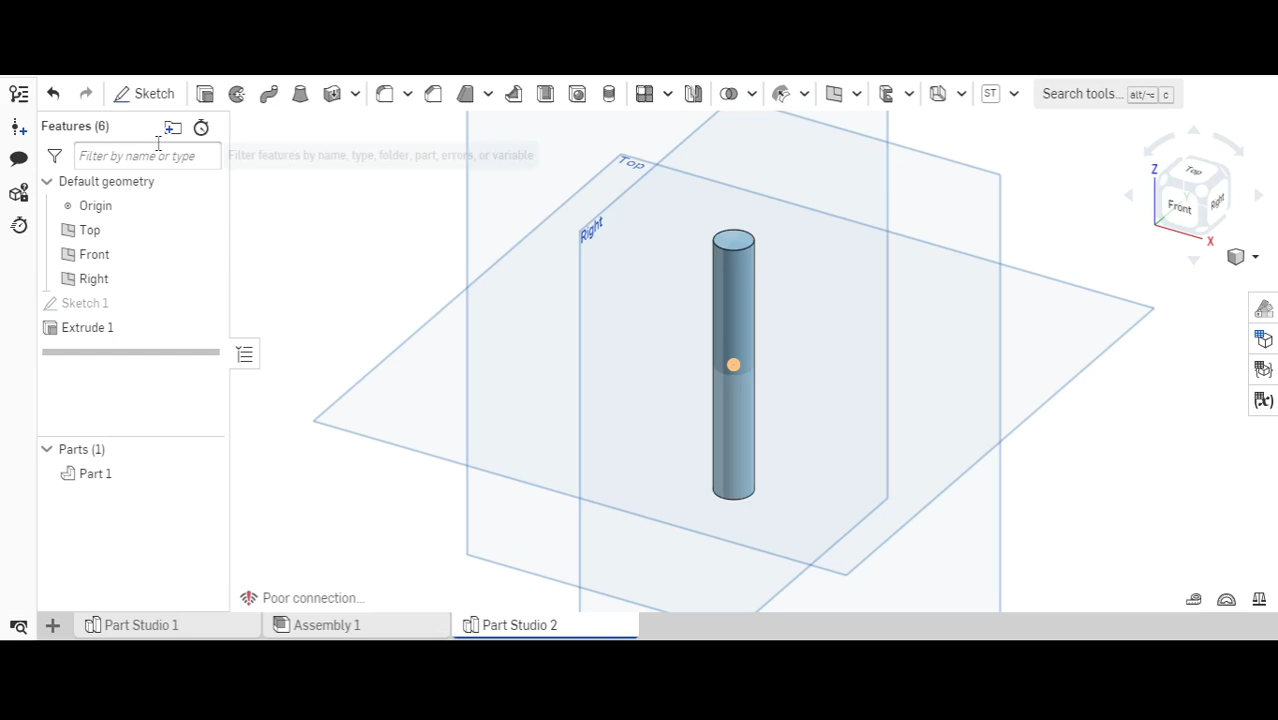 Sketch
ST
Search tools... alt/⌥ c
Features (6)
Filter by name or type
Filter features by name, type, folder, part, errors, or variable
Default geometry
Origin
Top
Front
Right
Sketch 1
Extrude 1
Parts (1)
Part 1
Top
Right
Z
Top
Front
Right
Y
X
(x)
Poor connection...
Part Studio 1
Assembly 1
Part Studio 2